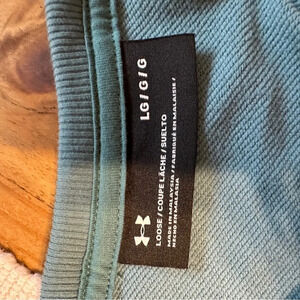 LG / G / G
LOOSE / COUPE LÂCHE / SUELTO
MADE IN MALAYSIA / FABRIQUÉ EN MALAISIE /
HECHO EN MALASIA